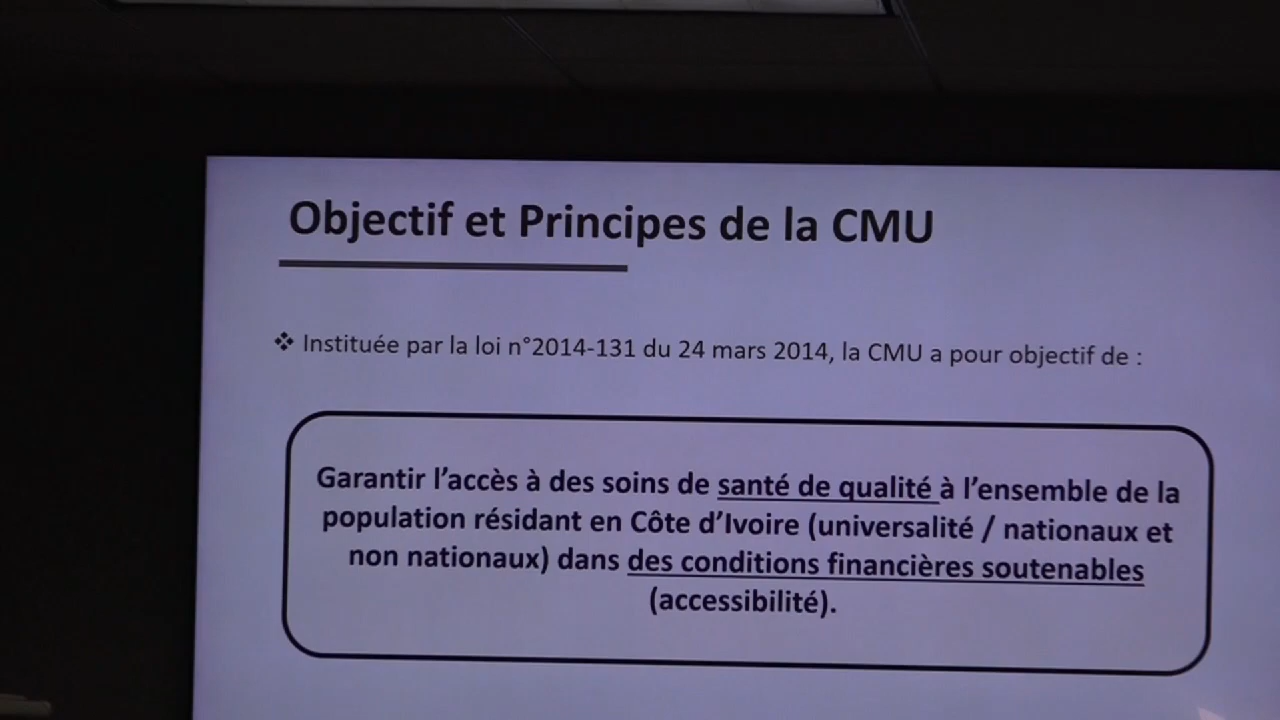 Objectif et Principes de la CMU
❖ Instituée par la loi n°2014-131 du 24 mars 2014, la CMU a pour objectif de :
Garantir l'accès à des soins de santé de qualité à l'ensemble de la
population résidant en Côte d'Ivoire (universalité / nationaux et
non nationaux) dans des conditions financières soutenables
(accessibilité).